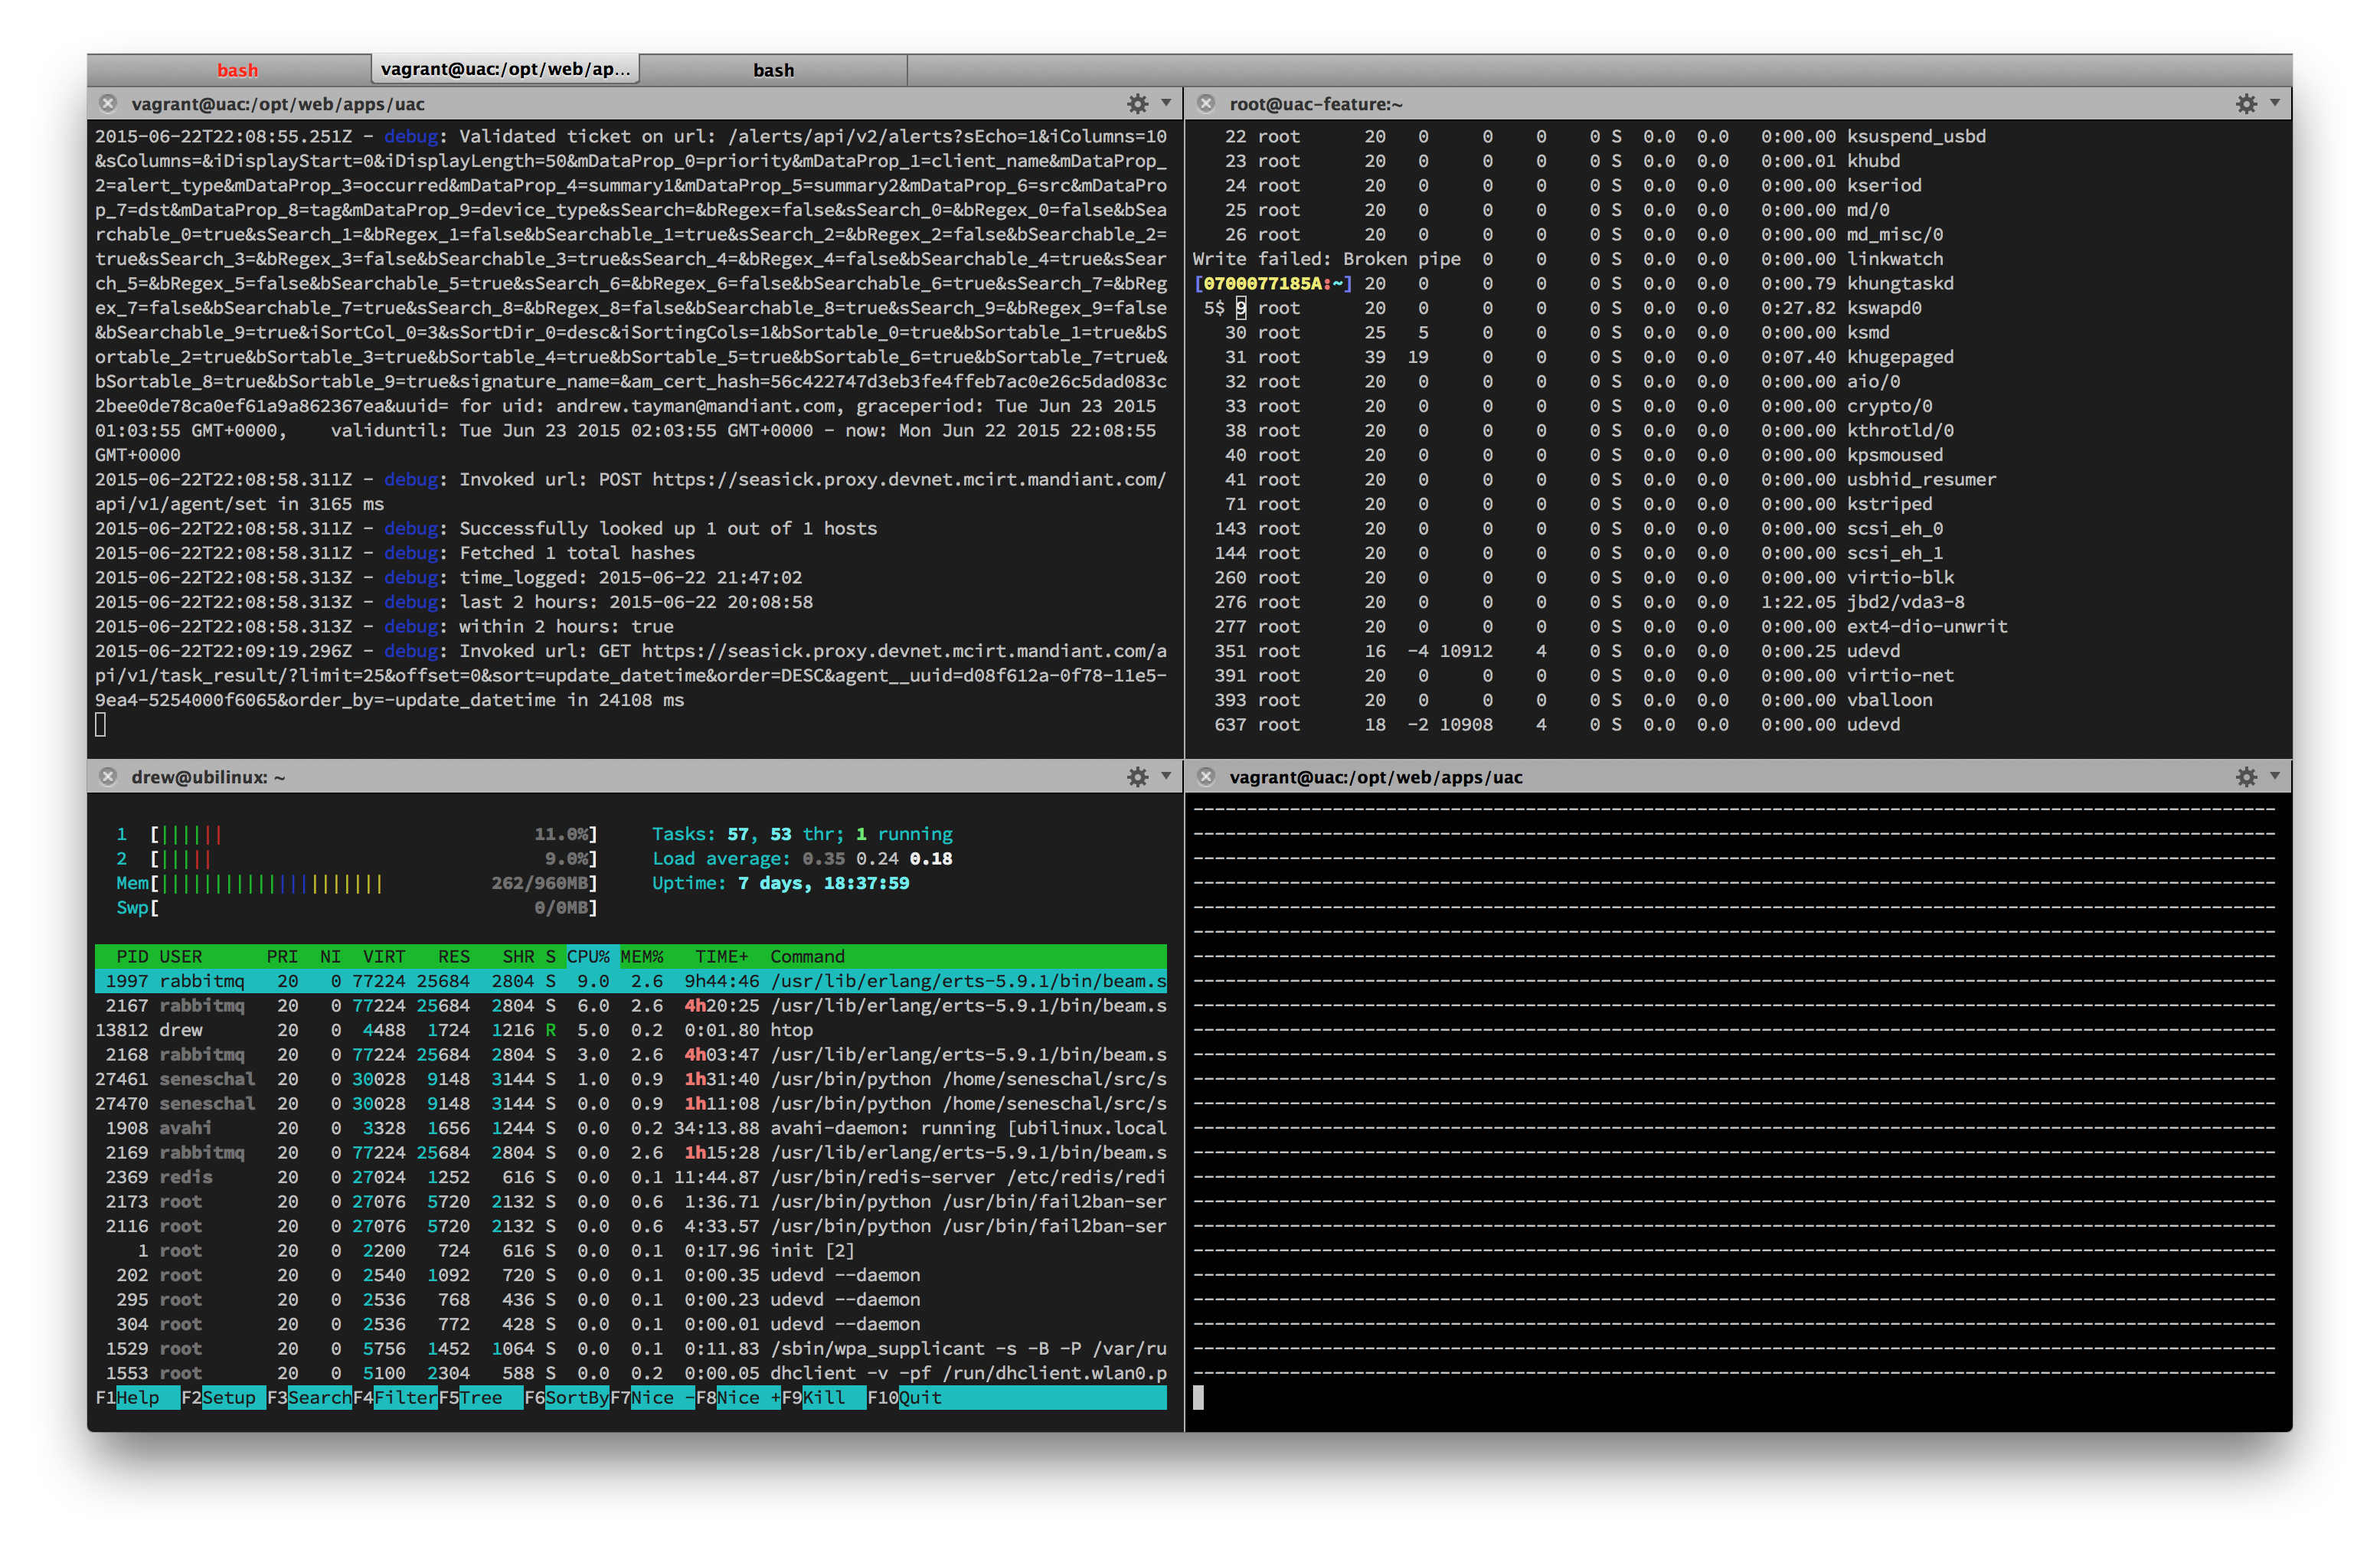 bash
vagrant@uac:/opt/web/ap...
bash
vagrant@uac:/opt/web/apps/uac
2015-06-22T22:08:55.251Z - debug: Validated ticket on url: /alerts/api/v2/alerts?sEcho=1&iColumns=10
&sColumns=&iDisplayStart=0&iDisplayLength=50&mDataProp_0=priority&mDataProp_1=client_name&mDataProp_
2=alert_type&mDataProp_3=occurred&mDataProp_4=summary1&mDataProp_5=summary2&mDataProp_6=src&mDataPro
p_7=dst&mDataProp_8=tag&mDataProp_9=device_type&sSearch=&bRegex=false&sSearch_0=&bRegex_0=false&bSea
rchable_0=true&sSearch_1=&bRegex_1=false&bSearchable_1=true&sSearch_2=&bRegex_2=false&bSearchable_2=
true&sSearch_3=&bRegex_3=false&bSearchable_3=true&sSearch_4=&bRegex_4=false&bSearchable_4=true&sSear
ch_5=&bRegex_5=false&bSearchable_5=true&sSearch_6=&bRegex_6=false&bSearchable_6=true&sSearch_7=&bReg
ex_7=false&bSearchable_7=true&sSearch_8=&bRegex_8=false&bSearchable_8=true&sSearch_9=&bRegex_9=false
&bSearchable_9=true&iSortCol_0=3&sSortDir_0=desc&iSortingCols=1&bSortable_0=true&bSortable_1=true&bS
ortable_2=true&bSortable_3=true&bSortable_4=true&bSortable_5=true&bSortable_6=true&bSortable_7=true&
bSortable_8=true&bSortable_9=true&signature_name=&am_cert_hash=56c422747d3eb3fe4ffeb7ac0e26c5dad083c
2bee0de78ca0ef61a9a862367ea&uuid= for uid: andrew.tayman@mandiant.com, graceperiod: Tue Jun 23 2015
01:03:55 GMT+0000,    validuntil: Tue Jun 23 2015 02:03:55 GMT+0000 - now: Mon Jun 22 2015 22:08:55
GMT+0000
2015-06-22T22:08:58.311Z - debug: Invoked url: POST https://seasick.proxy.devnet.mcirt.mandiant.com/
api/v1/agent/set in 3165 ms
2015-06-22T22:08:58.311Z - debug: Successfully looked up 1 out of 1 hosts
2015-06-22T22:08:58.311Z - debug: Fetched 1 total hashes
2015-06-22T22:08:58.313Z - debug: time_logged: 2015-06-22 21:47:02
2015-06-22T22:08:58.313Z - debug: last 2 hours: 2015-06-22 20:08:58
2015-06-22T22:08:58.313Z - debug: within 2 hours: true
2015-06-22T22:09:19.296Z - debug: Invoked url: GET https://seasick.proxy.devnet.mcirt.mandiant.com/a
pi/v1/task_result/?limit=25&offset=0&sort=update_datetime&order=DESC&agent__uuid=d08f612a-0f78-11e5-
9ea4-5254000f6065&order_by=-update_datetime in 24108 ms
root@uac-feature:~
22 root 20 0 0 0 0 S 0.0 0.0 0:00.00 ksuspend_usbd
23 root 20 0 0 0 0 S 0.0 0.0 0:00.01 khubd
24 root 20 0 0 0 0 S 0.0 0.0 0:00.00 kseriod
25 root 20 0 0 0 0 S 0.0 0.0 0:00.00 md/0
26 root 20 0 0 0 0 S 0.0 0.0 0:00.00 md_misc/0
Write failed: Broken pipe 0 0 0 S 0.0 0.0 0:00.00 linkwatch
[0700077185A:~] 20 0 0 0 0 S 0.0 0.0 0:00.79 khungtaskd
5$ 9 root 20 0 0 0 0 S 0.0 0.0 0:27.82 kswapd0
30 root 25 5 0 0 0 S 0.0 0.0 0:00.00 ksmd
31 root 39 19 0 0 0 S 0.0 0.0 0:07.40 khugepaged
32 root 20 0 0 0 0 S 0.0 0.0 0:00.00 aio/0
33 root 20 0 0 0 0 S 0.0 0.0 0:00.00 crypto/0
38 root 20 0 0 0 0 S 0.0 0.0 0:00.00 kthrotld/0
40 root 20 0 0 0 0 S 0.0 0.0 0:00.00 kpsmoused
41 root 20 0 0 0 0 S 0.0 0.0 0:00.00 usbhid_resumer
71 root 20 0 0 0 0 S 0.0 0.0 0:00.00 kstriped
143 root 20 0 0 0 0 S 0.0 0.0 0:00.00 scsi_eh_0
144 root 20 0 0 0 0 S 0.0 0.0 0:00.00 scsi_eh_1
260 root 20 0 0 0 0 S 0.0 0.0 0:00.00 virtio-blk
276 root 20 0 0 0 0 S 0.0 0.0 1:22.05 jbd2/vda3-8
277 root 20 0 0 0 0 S 0.0 0.0 0:00.00 ext4-dio-unwrit
351 root 16 -4 10912 4 0 S 0.0 0.0 0:00.25 udevd
391 root 20 0 0 0 0 S 0.0 0.0 0:00.00 virtio-net
393 root 20 0 0 0 0 S 0.0 0.0 0:00.00 vballoon
637 root 18 -2 10908 4 0 S 0.0 0.0 0:00.00 udevd
drew@ubilinux: ~
1 [|||||| 11.0%] Tasks: 57, 53 thr; 1 running
2 [||||| 9.0%] Load average: 0.35 0.24 0.18
Mem[||||||||||||||||||||| 262/960MB] Uptime: 7 days, 18:37:59
Swp[ 0/0MB]
PID USER PRI NI VIRT RES SHR S CPU% MEM% TIME+ Command
1997 rabbitmq 20 0 77224 25684 2804 S 9.0 2.6 9h44:46 /usr/lib/erlang/erts-5.9.1/bin/beam.s
2167 rabbitmq 20 0 77224 25684 2804 S 6.0 2.6 4h20:25 /usr/lib/erlang/erts-5.9.1/bin/beam.s
13812 drew 20 0 4488 1724 1216 R 5.0 0.2 0:01.80 htop
2168 rabbitmq 20 0 77224 25684 2804 S 3.0 2.6 4h03:47 /usr/lib/erlang/erts-5.9.1/bin/beam.s
27461 seneschal 20 0 30028 9148 3144 S 1.0 0.9 1h31:40 /usr/bin/python /home/seneschal/src/s
27470 seneschal 20 0 30028 9148 3144 S 0.0 0.9 1h11:08 /usr/bin/python /home/seneschal/src/s
1908 avahi 20 0 3328 1656 1244 S 0.0 0.2 34:13.88 avahi-daemon: running [ubilinux.local
2169 rabbitmq 20 0 77224 25684 2804 S 0.0 2.6 1h15:28 /usr/lib/erlang/erts-5.9.1/bin/beam.s
2369 redis 20 0 27024 1252 616 S 0.0 0.1 11:44.87 /usr/bin/redis-server /etc/redis/redi
2173 root 20 0 27076 5720 2132 S 0.0 0.6 1:36.71 /usr/bin/python /usr/bin/fail2ban-ser
2116 root 20 0 27076 5720 2132 S 0.0 0.6 4:33.57 /usr/bin/python /usr/bin/fail2ban-ser
1 root 20 0 2200 724 616 S 0.0 0.1 0:17.96 init [2]
202 root 20 0 2540 1092 720 S 0.0 0.1 0:00.35 udevd --daemon
295 root 20 0 2536 768 436 S 0.0 0.1 0:00.23 udevd --daemon
304 root 20 0 2536 772 428 S 0.0 0.1 0:00.01 udevd --daemon
1529 root 20 0 5756 1452 1064 S 0.0 0.1 0:11.83 /sbin/wpa_supplicant -s -B -P /var/ru
1553 root 20 0 5100 2304 588 S 0.0 0.2 0:00.05 dhclient -v -pf /run/dhclient.wlan0.p
F1Help F2Setup F3SearchF4FilterF5Tree F6SortByF7Nice -F8Nice +F9Kill F10Quit
vagrant@uac:/opt/web/apps/uac